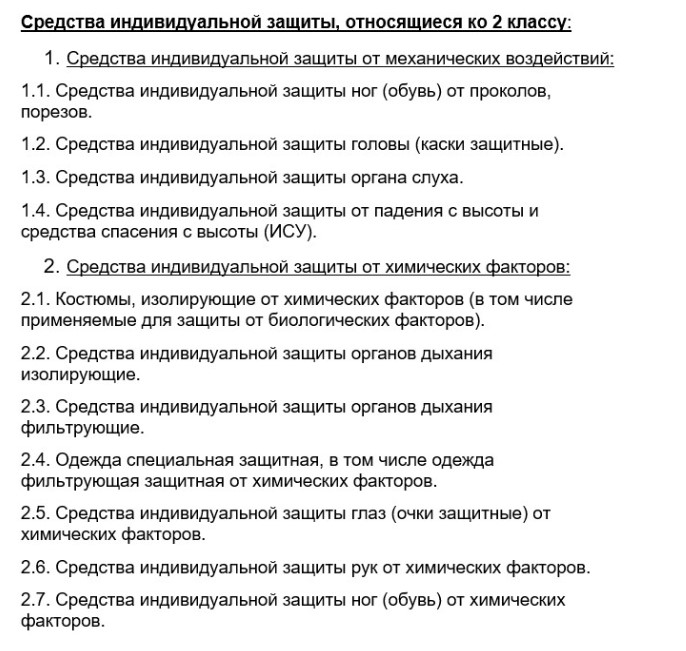 Средства индивидуальной защиты, относящиеся ко 2 классу:
1. Средства индивидуальной защиты от механических воздействий:
1.1. Средства индивидуальной защиты ног (обувь) от проколов,
порезов.
1.2. Средства индивидуальной защиты головы (каски защитные).
1.3. Средства индивидуальной защиты органа слуха.
1.4. Средства индивидуальной защиты от падения с высоты и
средства спасения с высоты (ИСУ).
2. Средства индивидуальной защиты от химических факторов:
2.1. Костюмы, изолирующие от химических факторов (в том числе
применяемые для защиты от биологических факторов).
2.2. Средства индивидуальной защиты органов дыхания
изолирующие.
2.3. Средства индивидуальной защиты органов дыхания
фильтрующие.
2.4. Одежда специальная защитная, в том числе одежда
фильтрующая защитная от химических факторов.
2.5. Средства индивидуальной защиты глаз (очки защитные) от
химических факторов.
2.6. Средства индивидуальной защиты рук от химических факторов.
2.7. Средства индивидуальной защиты ног (обувь) от химических
факторов.